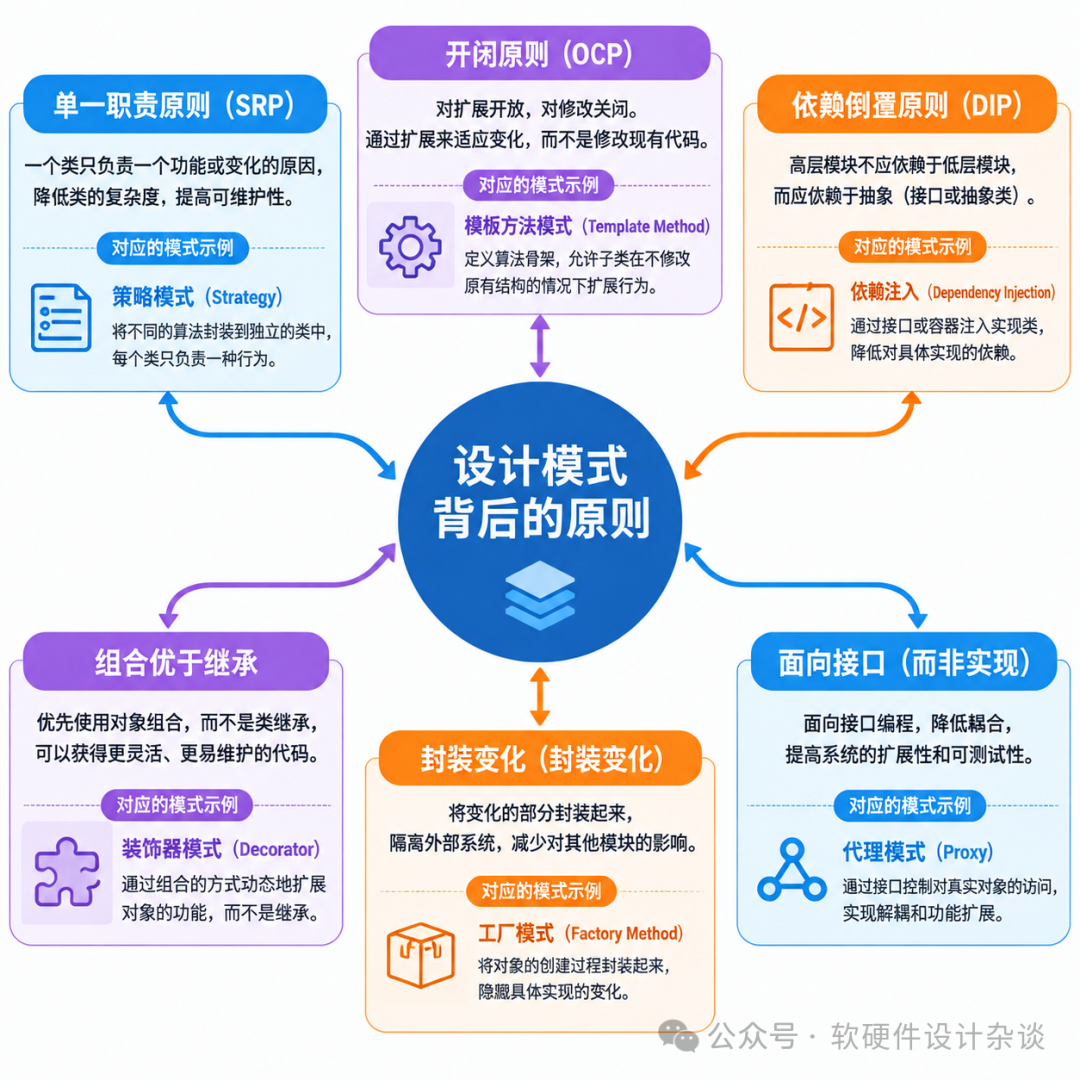 开闭原则（OCP）
对扩展开放，对修改关闭。
通过扩展来适应变化，而不是修改现有代码。
对应的模式示例
模板方法模式（Template Method）
定义算法骨架，允许子类在不修改
原有结构的情况下扩展行为。
单一职责原则（SRP）
一个类只负责一个功能或变化的原因，
降低类的复杂度，提高可维护性。
对应的模式示例
策略模式（Strategy）
将不同的算法封装到独立的类中，
每个类只负责一种行为。
依赖倒置原则（DIP）
高层模块不应依赖于低层模块，
而应依赖于抽象（接口或抽象类）。
对应的模式示例
</>
依赖注入（Dependency Injection）
通过接口或容器注入实现类，
降低对具体实现的依赖。
设计模式
背后的原则
组合优于继承
优先使用对象组合，而不是类继承，
可以获得更灵活、更易维护的代码。
对应的模式示例
装饰器模式（Decorator）
通过组合的方式动态地扩展
对象的功能，而不是继承。
封装变化（封装变化）
将变化的部分封装起来，
隔离外部系统，减少对其他模块的影响。
对应的模式示例
工厂模式（Factory Method）
将对象的创建过程封装起来，
具体实现的变化。
面向接口（而非实现）
面向接口编程，降低耦合，
提高系统的扩展性和可测试性。
对应的模式示例
代理模式（Proxy）
通过接口控制对真实对象的访问，
实现解耦和功能扩展。
公众号 · 软硬件设计杂谈